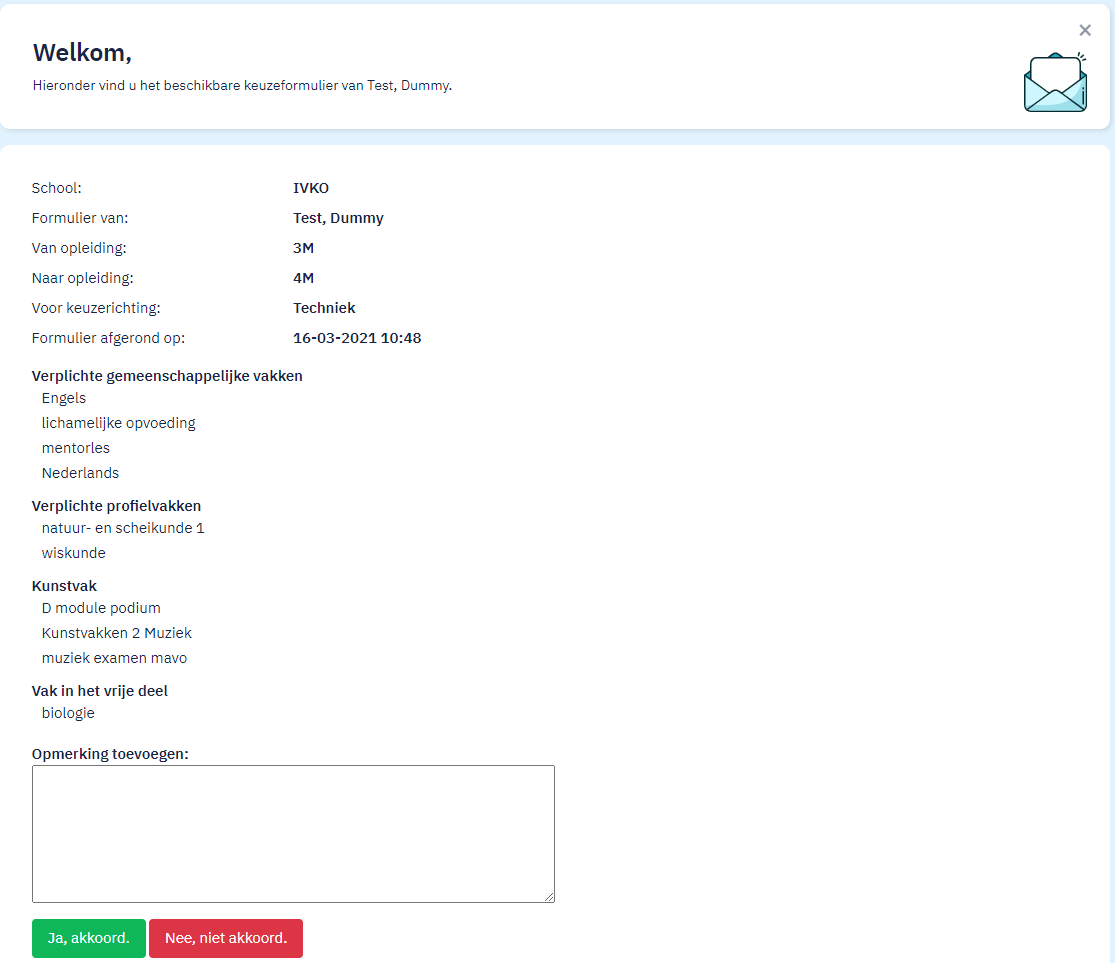 Welkom,
Hieronder vind u het beschikbare keuzeformulier van Test, Dummy.
School: IVKO
Formulier van: Test, Dummy
Van opleiding: 3M
Naar opleiding: 4M
Voor keuzerichting: Techniek
Formulier afgerond op: 16-03-2021 10:48
Verplichte gemeenschappelijke vakken
Engels
lichamelijke opvoeding
mentorles
Nederlands
Verplichte profielvakken
natuur- en scheikunde 1
wiskunde
Kunstvak
D module podium
Kunstvakken 2 Muziek
muziek examen mavo
Vak in het vrije deel
biologie
Opmerking toevoegen:
Ja, akkoord. Nee, niet akkoord.